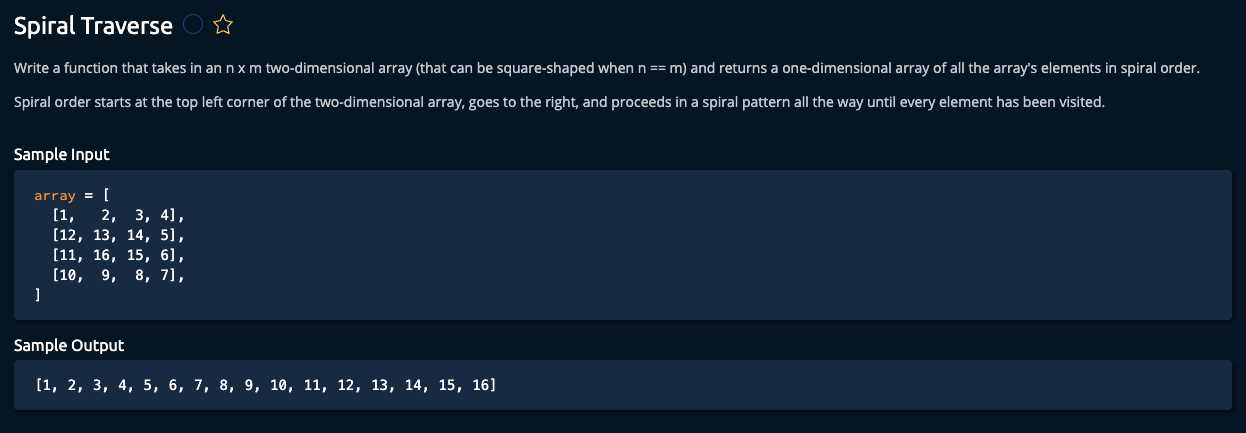 Spiral Traverse
Write a function that takes in an n x m two-dimensional array (that can be square-shaped when n == m) and returns a one-dimensional array of all the array's elements in spiral order.
Spiral order starts at the top left corner of the two-dimensional array, goes to the right, and proceeds in a spiral pattern all the way until every element has been visited.
Sample Input
array = [
  [1,   2,  3, 4],
  [12, 13, 14, 5],
  [11, 16, 15, 6],
  [10,  9,  8, 7],
]
Sample Output
[1, 2, 3, 4, 5, 6, 7, 8, 9, 10, 11, 12, 13, 14, 15, 16]